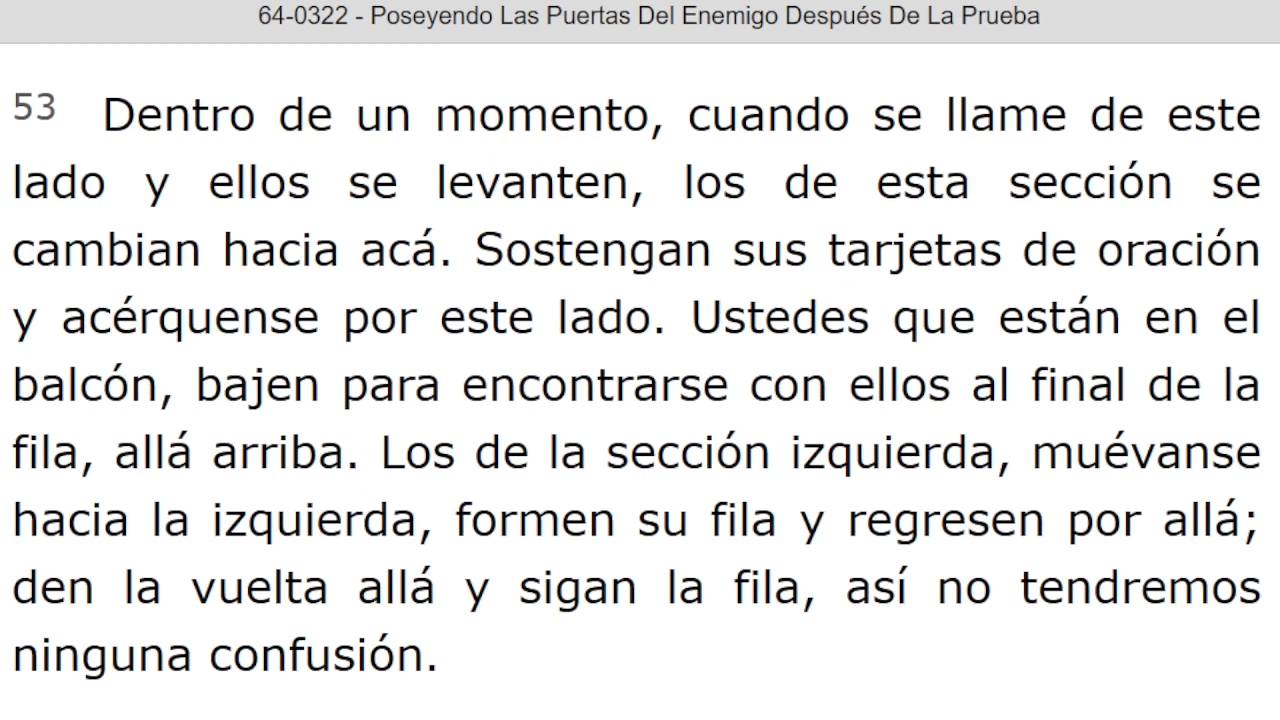 64-0322 - Poseyendo Las Puertas Del Enemigo Después De La Prueba
53 Dentro de un momento, cuando se llame de este
lado y ellos se levanten, los de esta sección se
cambian hacia acá. Sostengan sus tarjetas de oración
y acérquense por este lado. Ustedes que están en el
balcón, bajen para encontrarse con ellos al final de la
fila, allá arriba. Los de la sección izquierda, muévanse
hacia la izquierda, formen su fila y regresen por allá;
den la vuelta allá y sigan la fila, así no tendremos
ninguna confusión.